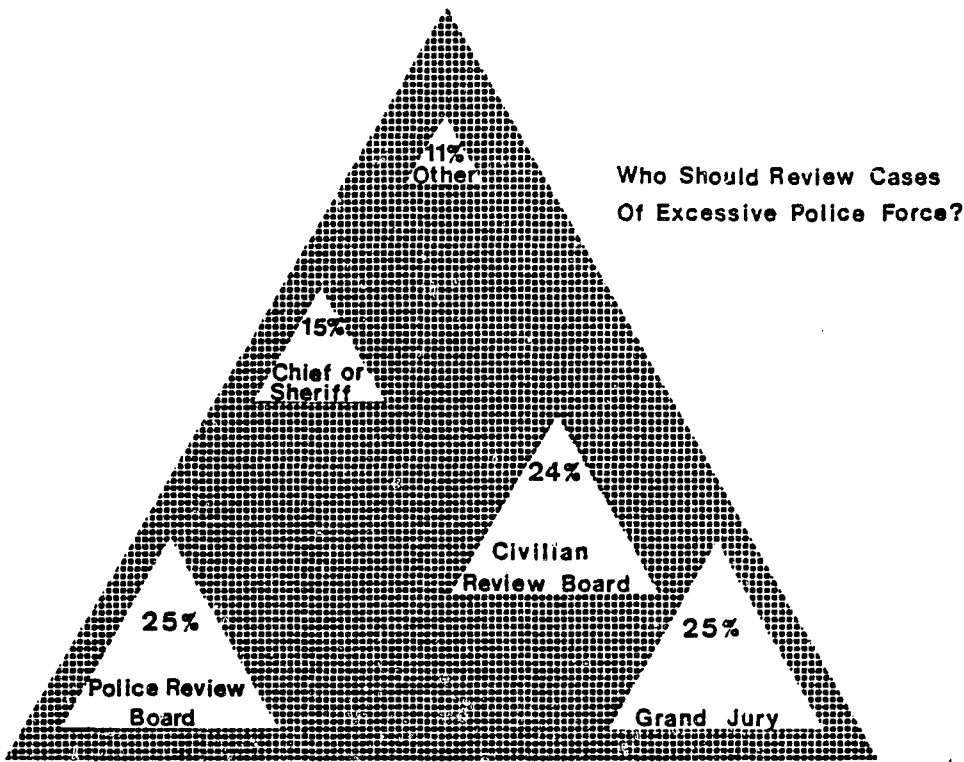 11%
Other
Who Should Review Cases
Of Excessive Police Force?
15%
Chief or
Sheriff
24%
Civilian
Review Board
25%
Police Review
Board
25%
Grand Jury